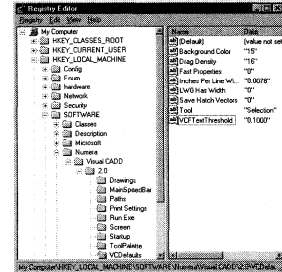 Registry Editor
Registry Edit View Help
My Computer
HKEY_CLASSES_ROOT
HKEY_CURRENT_USER
HKEY_LOCAL_MACHINE
Config
Enum
hardware
Network
Security
SOFTWARE
Classes
Description
Microsoft
Numera
Visual CADD
2.0
Drawings
MainSpeedBar
Paths
Print Settings
Run Exe
Screen
Startup
ToolPalette
VCDefaults
Name Data
(Default) (value not set
Background Color "15"
Drag Density "16"
Fast Properties "0"
Inches Per Line Wi... "0.0078"
LWG Has Width "0"
Save Hatch Vectors "0"
Tool "Selection"
VCFTextThreshold "0.1000"
My Computer\HKEY_LOCAL_MACHINE\SOFTWARE\Numera\Visual CADD\2.0\VCDefau